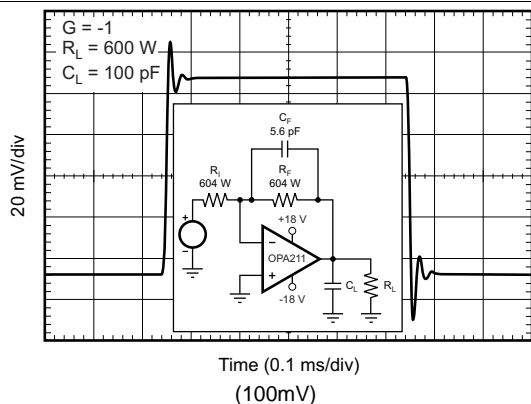 G = -1
R_L = 600 W
C_L = 100 pF
20 mV/div
C_F
5.6 pF
R_I
604 W
R_F
604 W
+18 V
+
−
−
OPA211
+
-18 V
C_L
R_L
Time (0.1 ms/div)
(100mV)